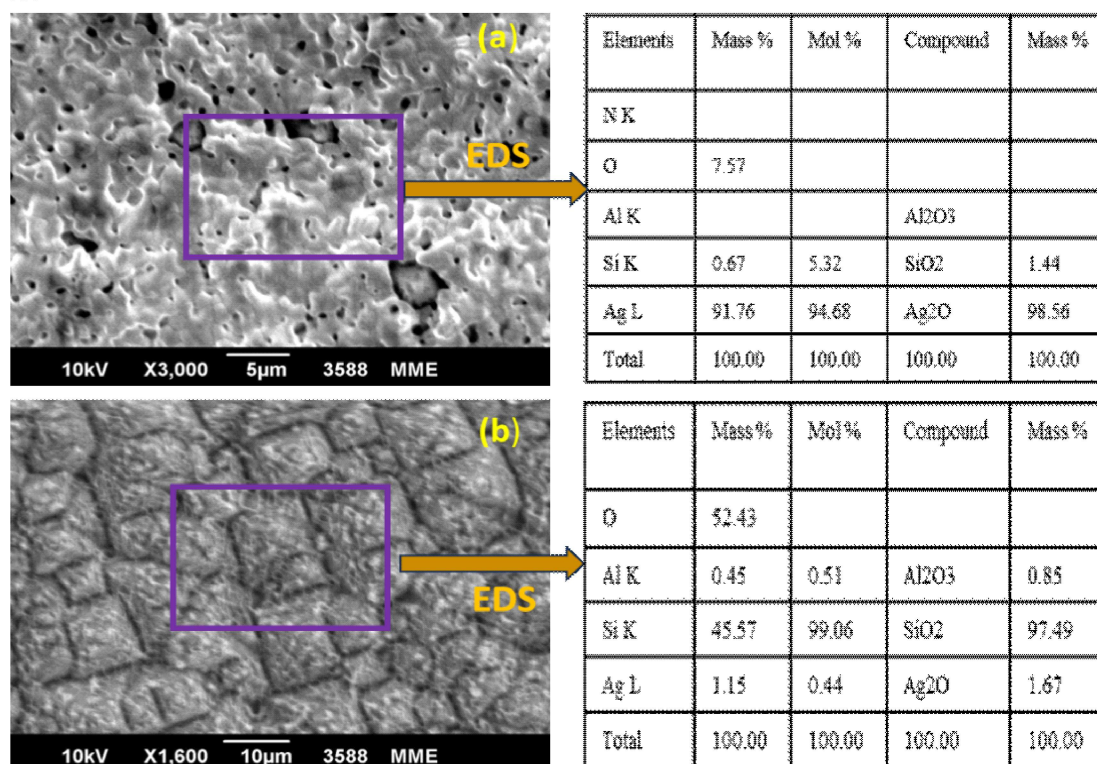 (a)
EDS
10kV X3,000 5µm 3588 MME
Elements Mass % Mol % Compound Mass %
N K
O 7.57
Al K Al2O3
Si K 0.67 5.32 SiO2 1.44
Ag L 91.76 94.68 Ag2O 98.56
Total 100.00 100.00 100.00 100.00
(b)
EDS
10kV X1,600 10µm 3588 MME
Elements Mass % Mol % Compound Mass %
O 52.43
Al K 0.45 0.51 Al2O3 0.85
Si K 45.57 99.06 SiO2 97.49
Ag L 1.15 0.44 Ag2O 1.67
Total 100.00 100.00 100.00 100.00